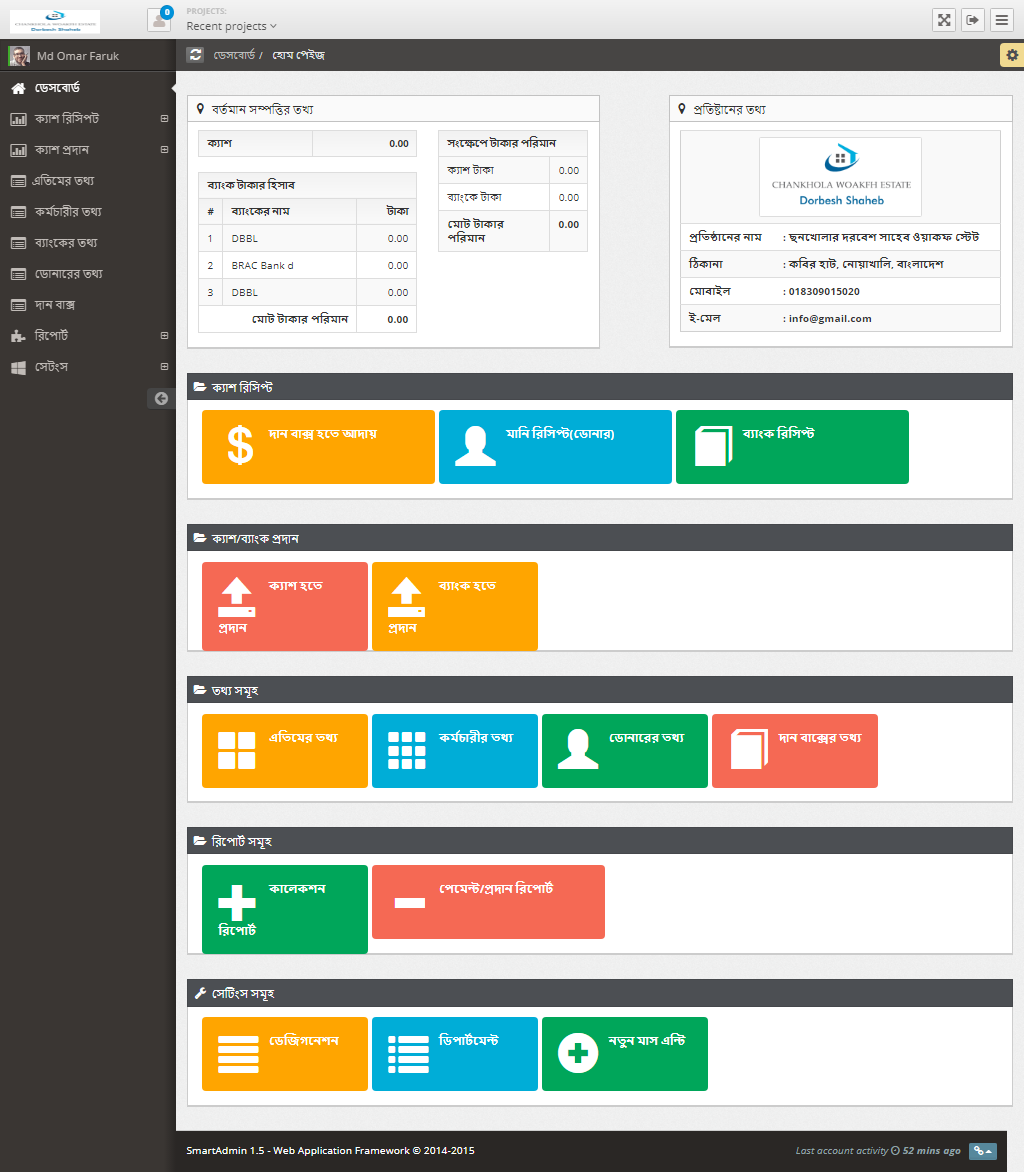 CHANKHOLA WOAKFH ESTATE
Dorbesh Shaheb
0
PROJECTS:
Recent projects
Md Omar Faruk
ডেসবোর্ড / হোম পেইজ
ডেসবোর্ড
ক্যাশ রিসিপট
ক্যাশ প্রদান
এতিমের তথ্য
কর্মচারীর তথ্য
ব্যাংকের তথ্য
ডোনারের তথ্য
দান বাক্স
রিপোর্ট
সেটংস
বর্তমান সম্পত্তির তথ্য
ক্যাশ 0.00
ব্যাংক টাকার হিসাব
# ব্যাংকের নাম টাকা
1 DBBL 0.00
2 BRAC Bank d 0.00
3 DBBL 0.00
মোট টাকার পরিমান 0.00
সংক্ষেপে টাকার পরিমান
ক্যাশ টাকা 0.00
ব্যাংকে টাকা 0.00
মোট টাকার 0.00
পরিমান
প্রতিষ্টানের তথ্য
CHANKHOLA WOAKFH ESTATE
Dorbesh Shaheb
প্রতিষ্ঠানের নাম : ছনখোলার দরবেশ সাহেব ওয়াকফ স্টেট
ঠিকানা : কবির হাট, নোয়াখালি, বাংলাদেশ
মোবাইল : 018309015020
ই-মেল : info@gmail.com
ক্যাশ রিসিপ্ট
দান বাক্স হতে আদায়
মানি রিসিপ্ট(ডোনার)
ব্যাংক রিসিপ্ট
ক্যাশ/ব্যাংক প্রদান
ক্যাশ হতে
প্রদান
ব্যাংক হতে
প্রদান
তথ্য সমূহ
এতিমের তথ্য
কর্মচারীর তথ্য
ডোনারের তথ্য
দান বাক্সের তথ্য
রিপোর্ট সমূহ
কালেকশন
রিপোর্ট
পেমেন্ট/প্রদান রিপোর্ট
সেটিংস সমূহ
ডেজিগনেশন
ডিপার্টমেন্ট
নতুন মাস এন্টি
SmartAdmin 1.5 - Web Application Framework © 2014-2015
Last account activity 52 mins ago